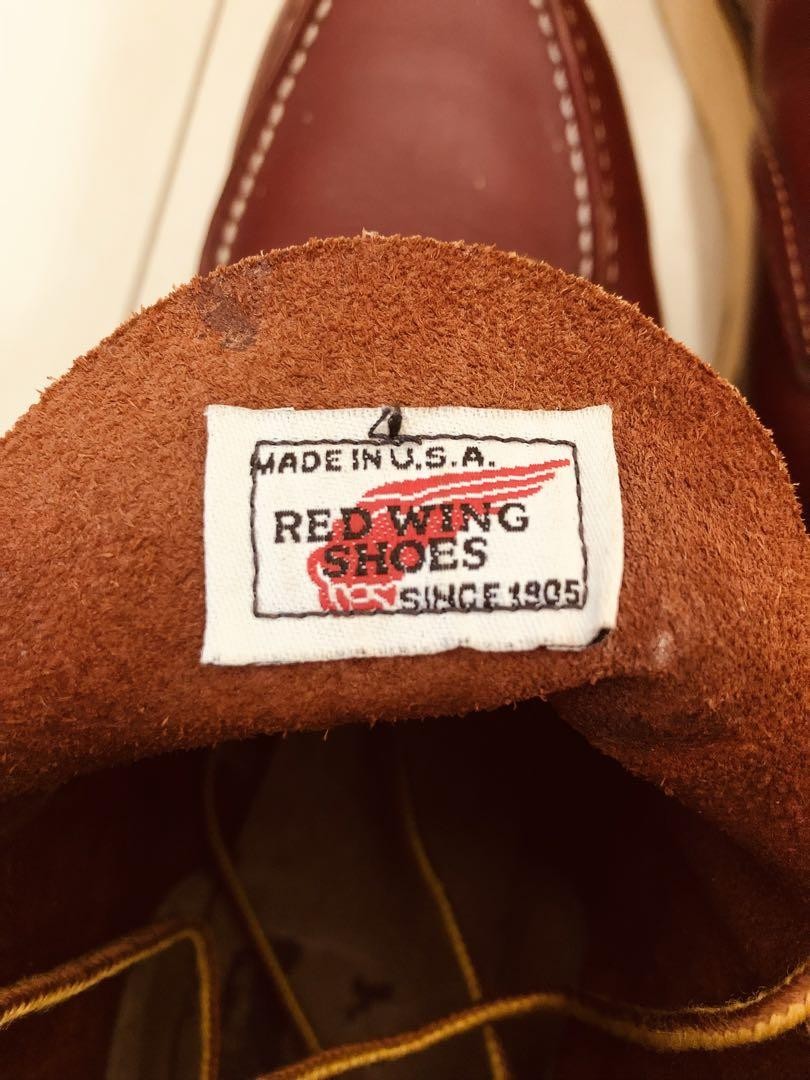 MADE IN U.S.A.
RED WING
SHOES
SINCE 1905